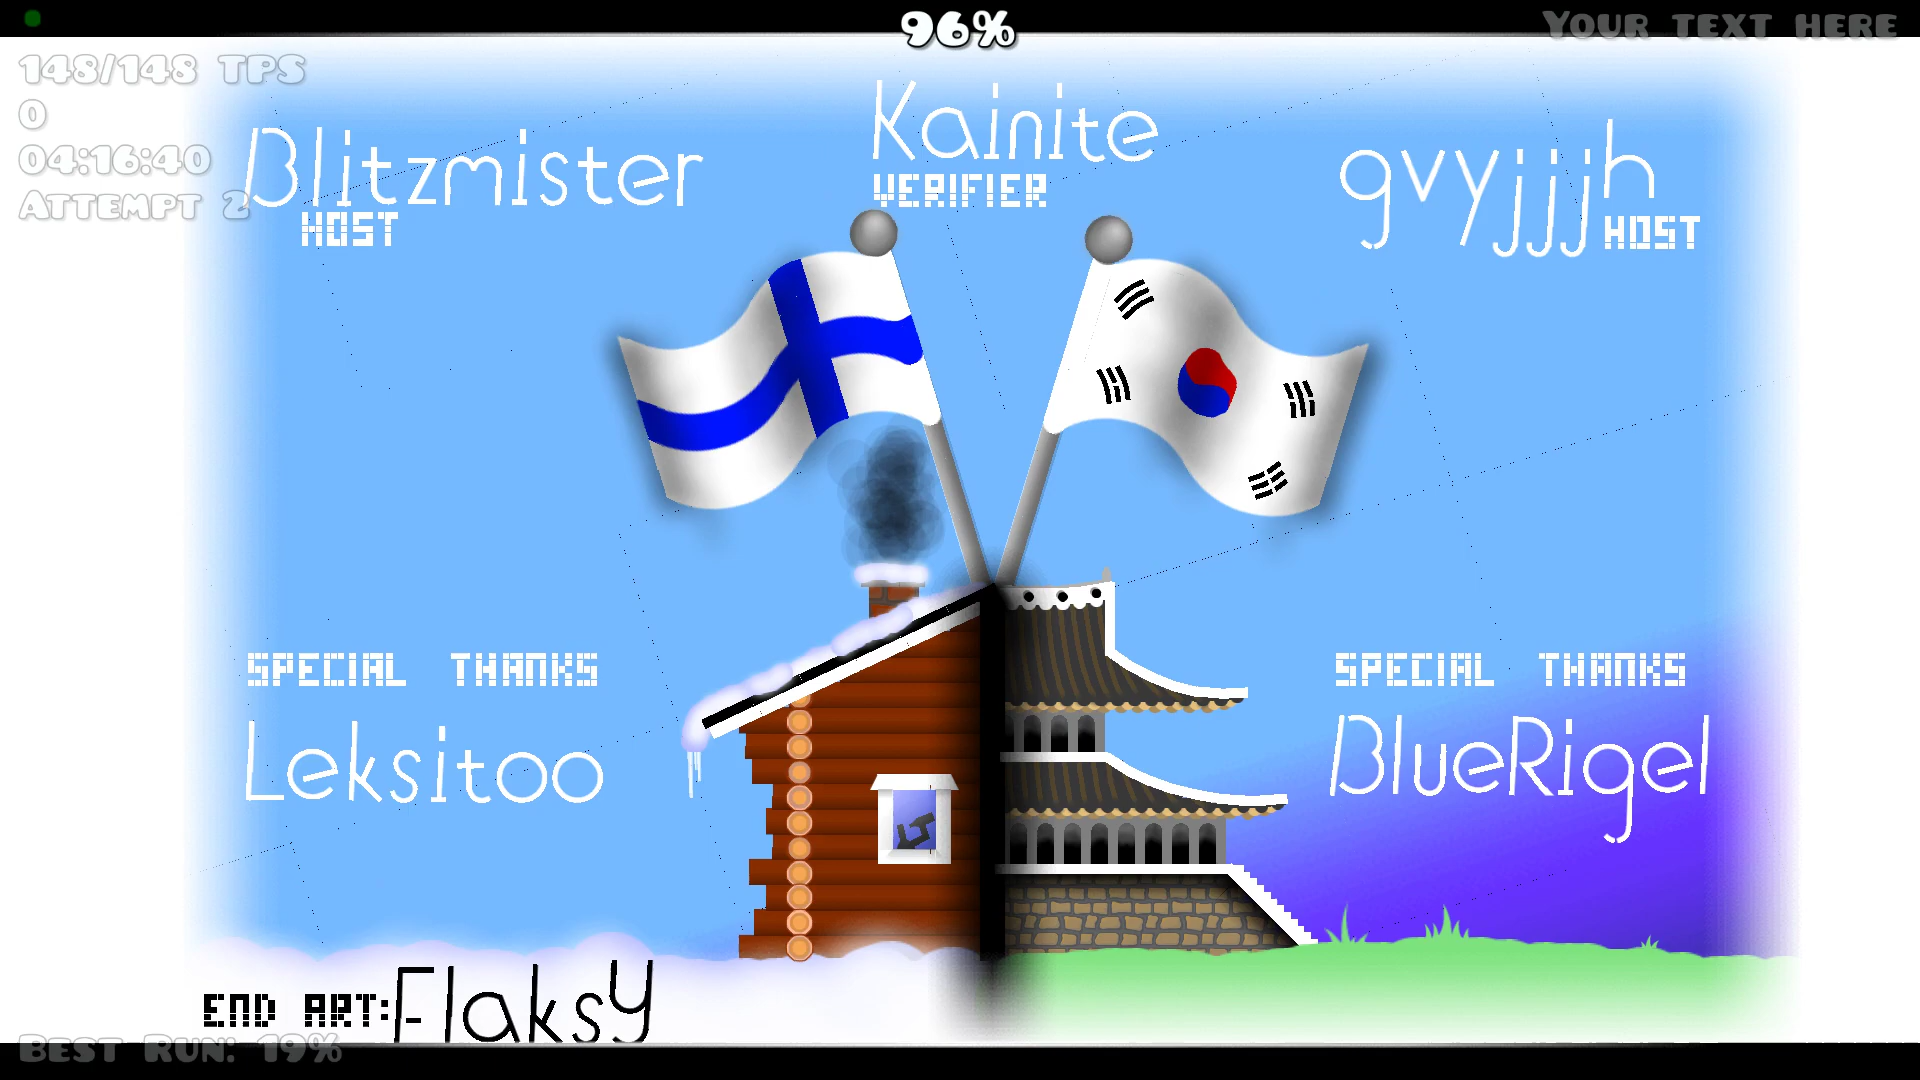 96%
YOUR TEXT HERE
148/148 TPS
0
04:16:40
ATTEMPT 2
Blitzmister
HOST
Kainite
VERIFIER
gvyjjjh
HOST
SPECIAL THANKS
Leksitoo
SPECIAL THANKS
BlueRigel
END ART: Flaksy
BEST RUN: 19%